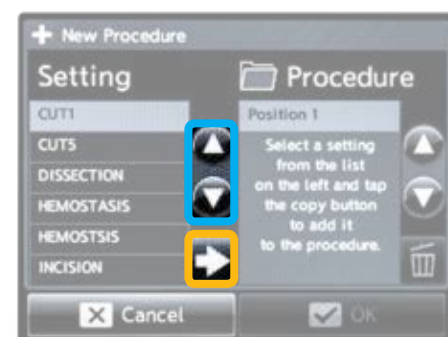 New Procedure
Setting
CUT1
CUT5
DISSECTION
HEMOSTASIS
HEMOSTSIS
INCISION
Procedure
Position 1
Select a setting
from the list
on the left and tap
the copy button
to add it
to the procedure.
Cancel
OK